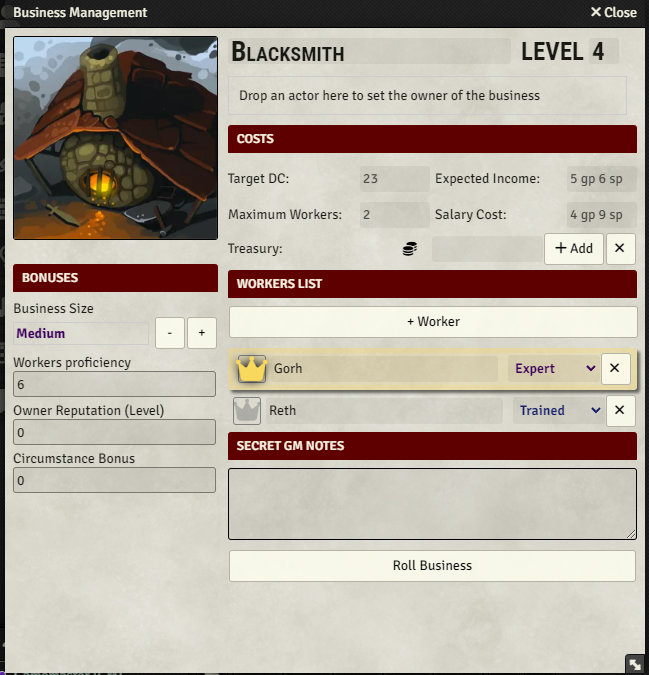 Business Management
✕ Close
Blacksmith
LEVEL 4
Drop an actor here to set the owner of the business
COSTS
Target DC: 23 Expected Income: 5 gp 6 sp
Maximum Workers: 2 Salary Cost: 4 gp 9 sp
Treasury: + Add ✕
BONUSES
Business Size
Medium - +
Workers proficiency
6
Owner Reputation (Level)
0
Circumstance Bonus
0
WORKERS LIST
+ Worker
Gorh Expert ✕
Reth Trained ✕
SECRET GM NOTES
Roll Business